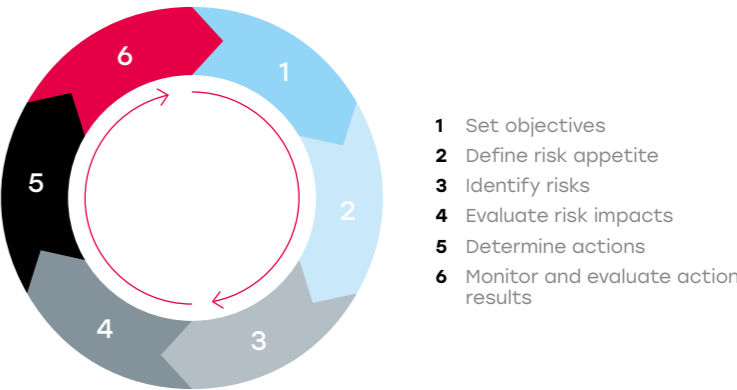 6
1
5
2
4
3
1 Set objectives
2 Define risk appetite
3 Identify risks
4 Evaluate risk impacts
5 Determine actions
6 Monitor and evaluate action
results